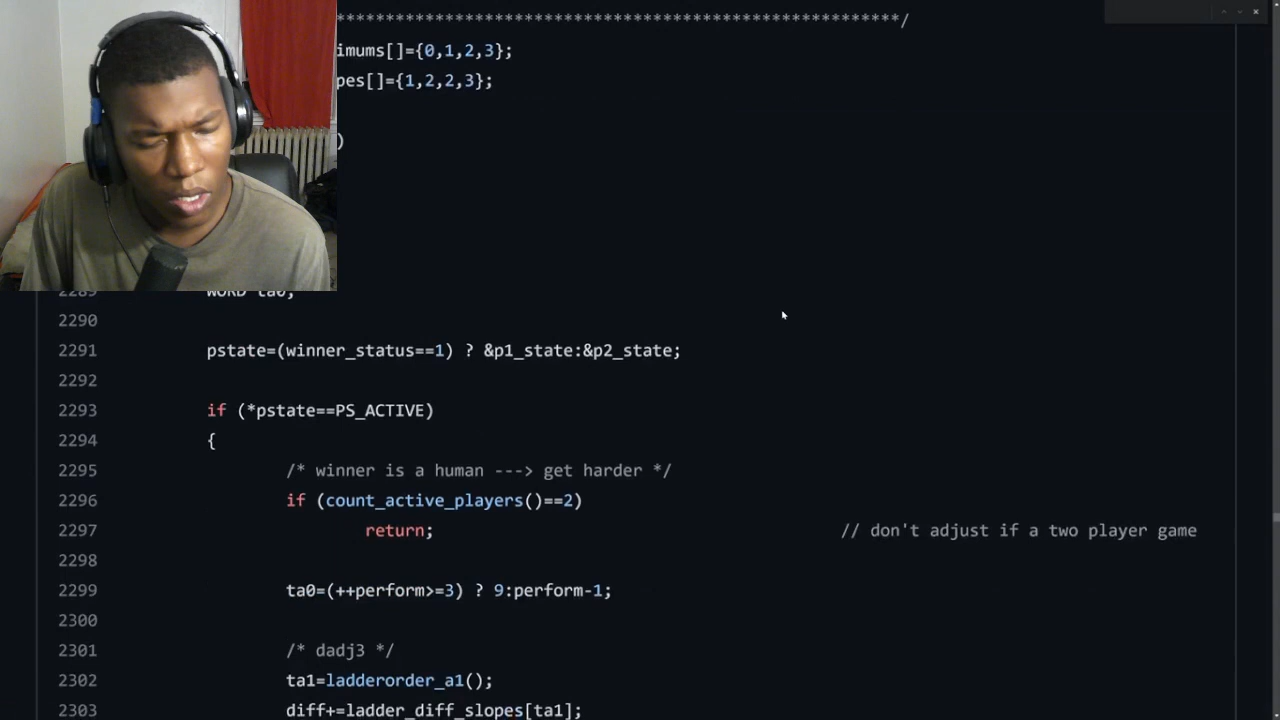 *********************************************************/
imums[]={0,1,2,3};
pes[]={1,2,2,3};
)
2289 WORD ta0;
2290
2291 pstate=(winner_status==1) ? &p1_state:&p2_state;
2292
2293 if (*pstate==PS_ACTIVE)
2294 {
2295 /* winner is a human ---> get harder */
2296 if (count_active_players()==2)
2297 return; // don't adjust if a two player game
2298
2299 ta0=(++perform>=3) ? 9:perform-1;
2300
2301 /* dadj3 */
2302 ta1=ladderorder_a1();
2303 diff+=ladder_diff_slopes[ta1];